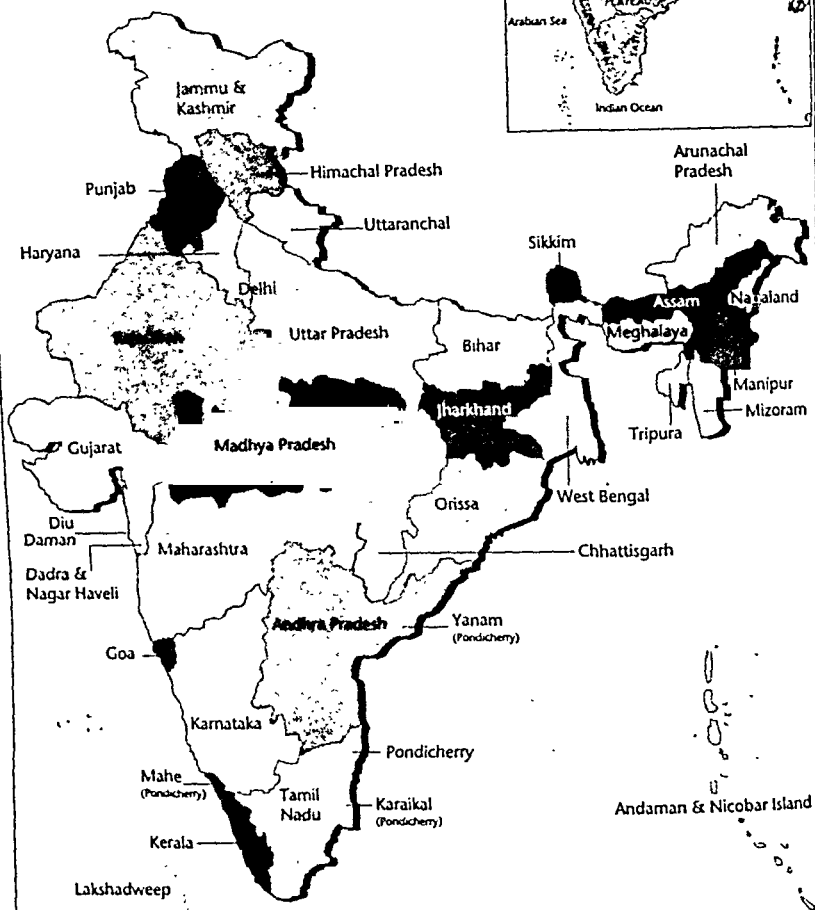 PLATEAU
Arabian Sea
Indian Ocean
Jammu &
Kashmir
Arunachal
Pradesh
Himachal Pradesh
Punjab
Uttaranchal
Sikkim
Haryana
Delhi
Assam
Nagaland
Uttar Pradesh
Meghalaya
Bihar
Manipur
Jharkhand
Mizoram
Tripura
Gujarat
Madhya Pradesh
West Bengal
Orissa
Diu
Daman
Maharashtra
Chhattisgarh
Dadra &
Nagar Haveli
Andhra Pradesh
Yanam
(Pondicherry)
Goa
Karnataka
Pondicherry
Mahe
(Pondicherry)
Tamil
Nadu
Karaikal
(Pondicherry)
Andaman & Nicobar Island
Kerala
Lakshadweep